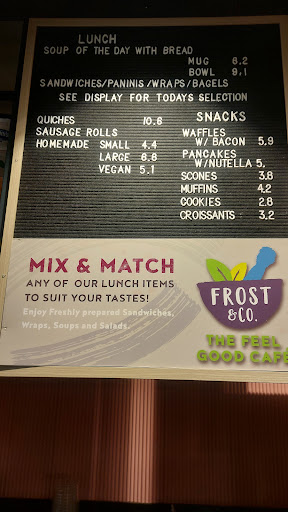 LUNCH
SOUP OF THE DAY WITH BREAD
MUG 6.2
BOWL 9.1
SANDWICHES/PANINIS/WRAPS/BAGELS
SEE DISPLAY FOR TODAYS SELECTION
QUICHES 10.6
SAUSAGE ROLLS
HOMEMADE SMALL 4.4
LARGE 6.8
VEGAN 5.1
SNACKS
WAFFLES
W/BACON 5.9
PANCAKES
W/NUTELLA 5.
SCONES 3.8
MUFFINS 4.2
COOKIES 2.8
CROISSANTS 3.2
MIX & MATCH
ANY OF OUR LUNCH ITEMS
TO SUIT YOUR TASTES!
Enjoy Freshly prepared Sandwiches,
Wraps, Soups and Salads.
FROST
&CO.
THE FEEL
GOOD CAFÉ